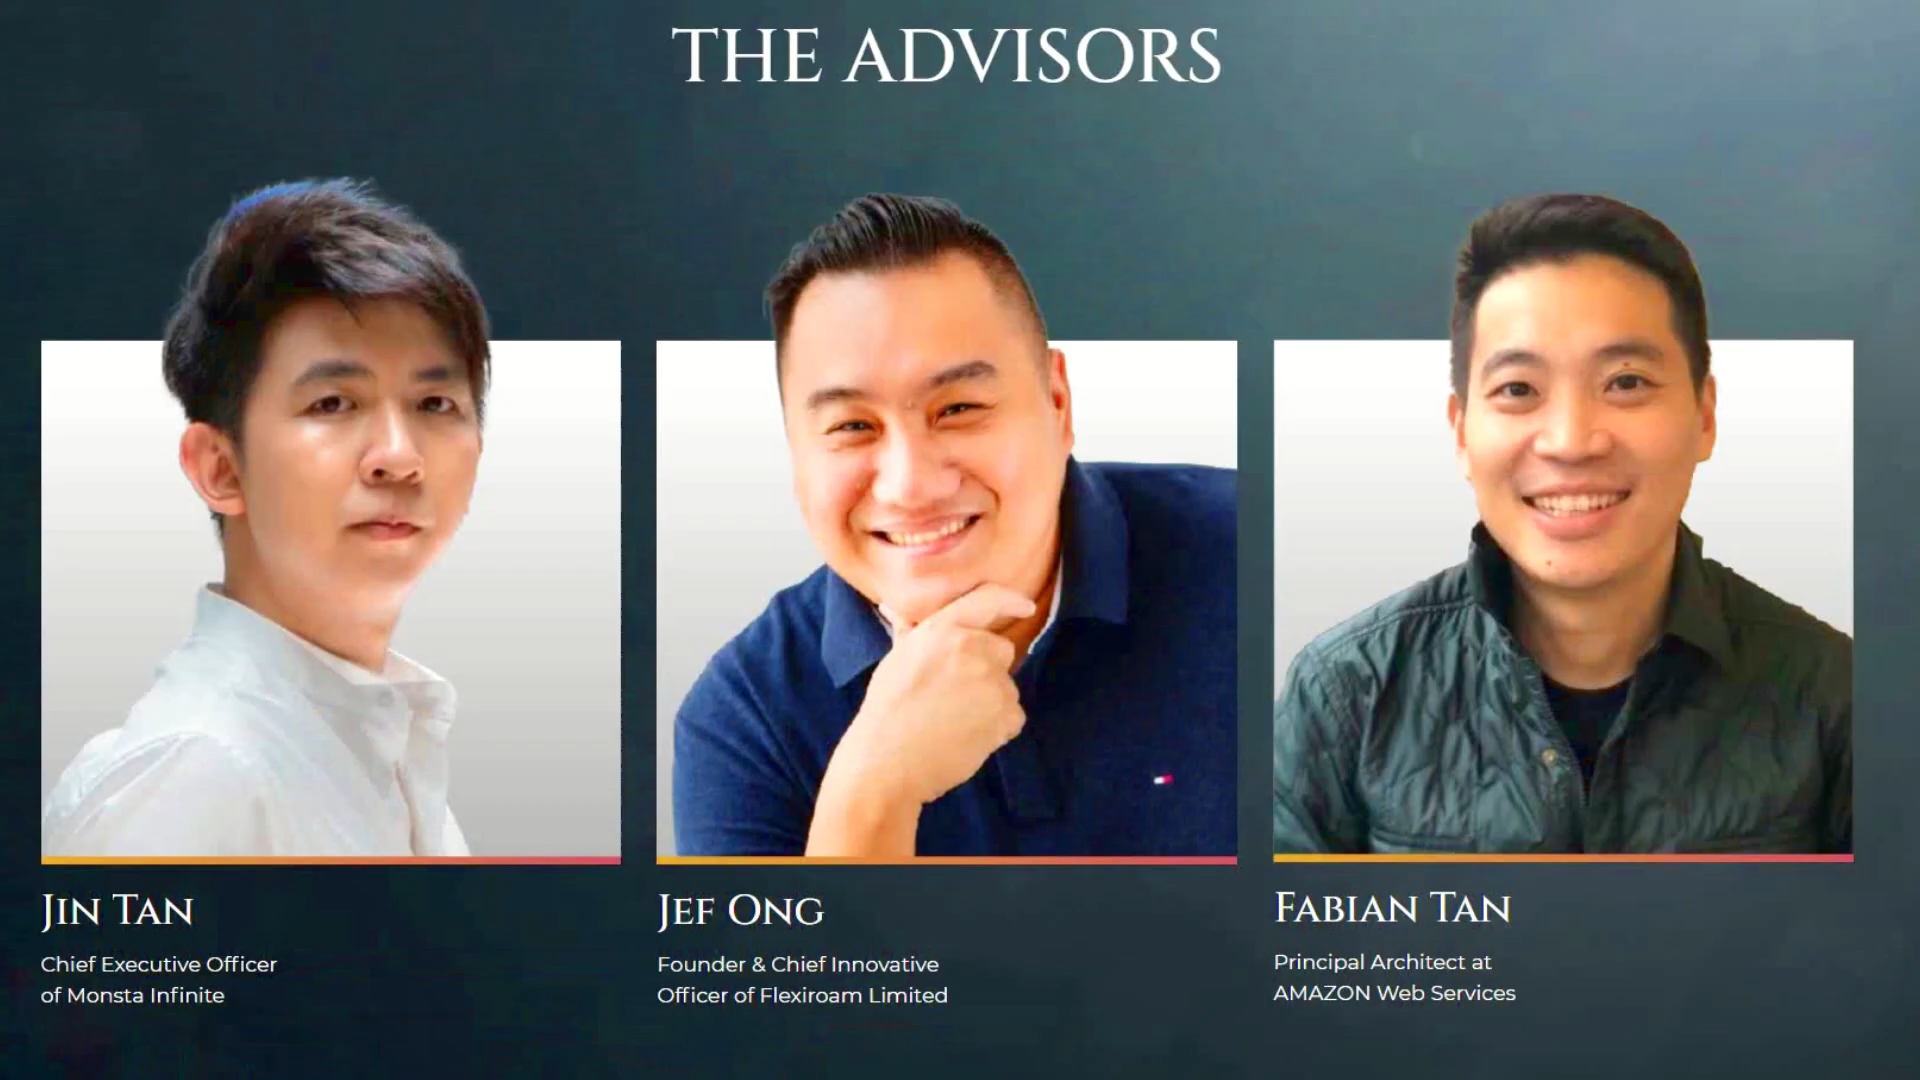 THE ADVISORS
JIN TAN
Chief Executive Officer
of Monsta Infinite
JEF ONG
Founder & Chief Innovative
Officer of Flexiroam Limited
FABIAN TAN
Principal Architect at
AMAZON Web Services